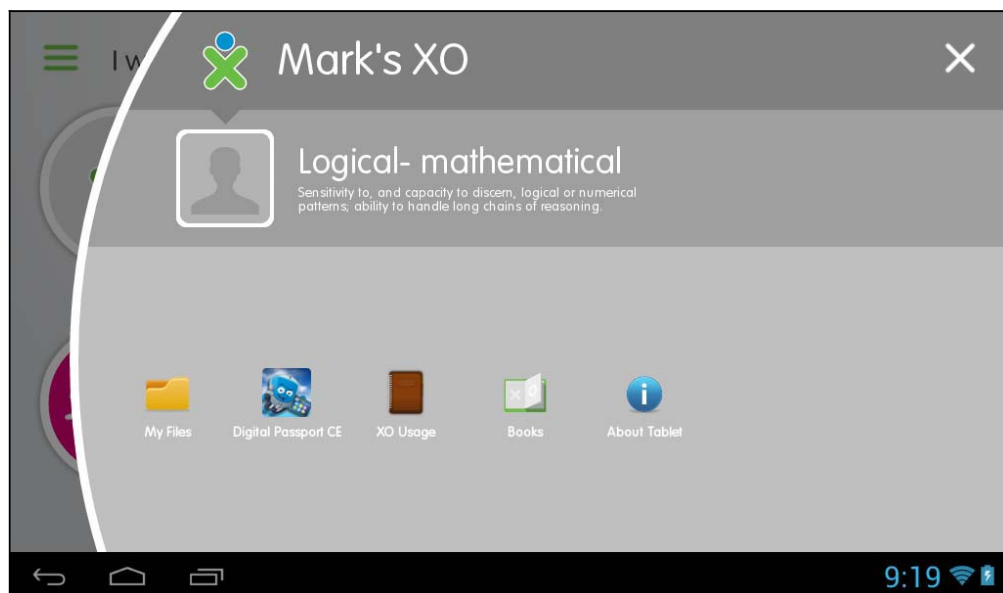 I w
Mark's XO
Logical- mathematical
Sensitivity to, and capacity to discern, logical or numerical
patterns; ability to handle long chains of reasoning.
My Files
Digital Passport CE
XO Usage
Books
About Tablet
9:19